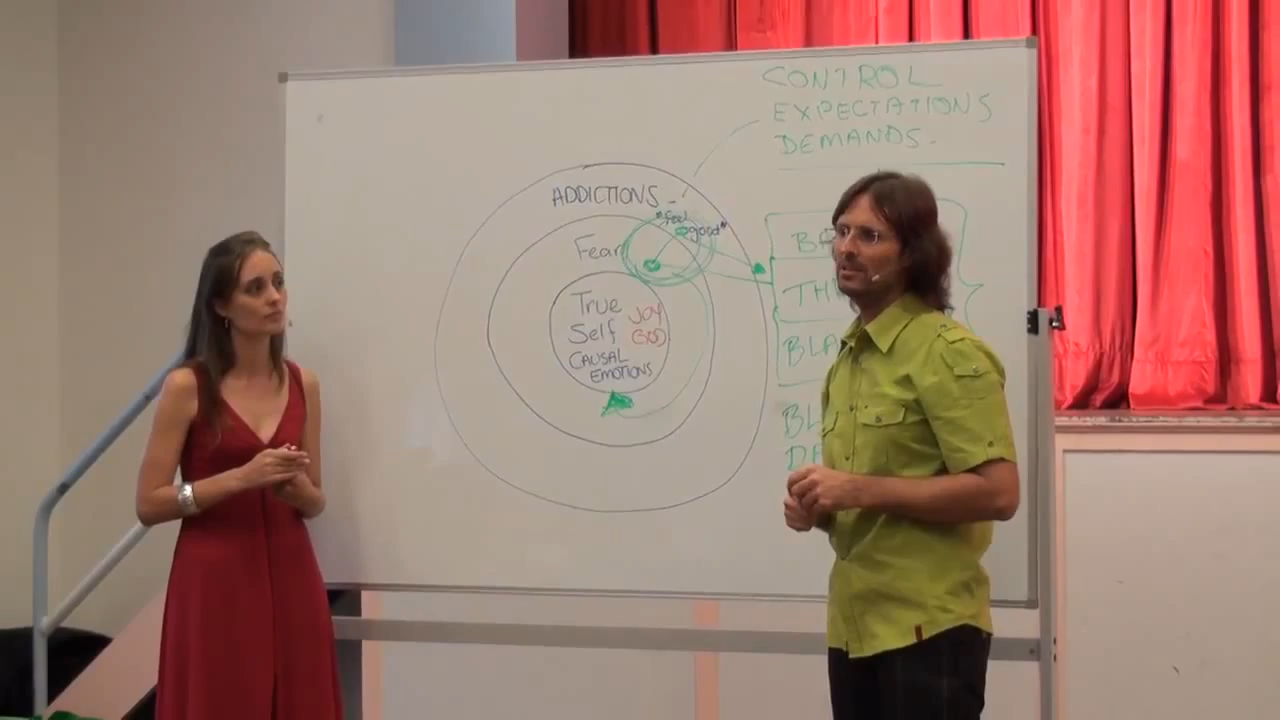 CONTROL
EXPECTATIONS
DEMANDS.
ADDICTIONS -
"feel
good"
Fear
True
Self
JOY
GOD
CAUSAL
EMOTIONS